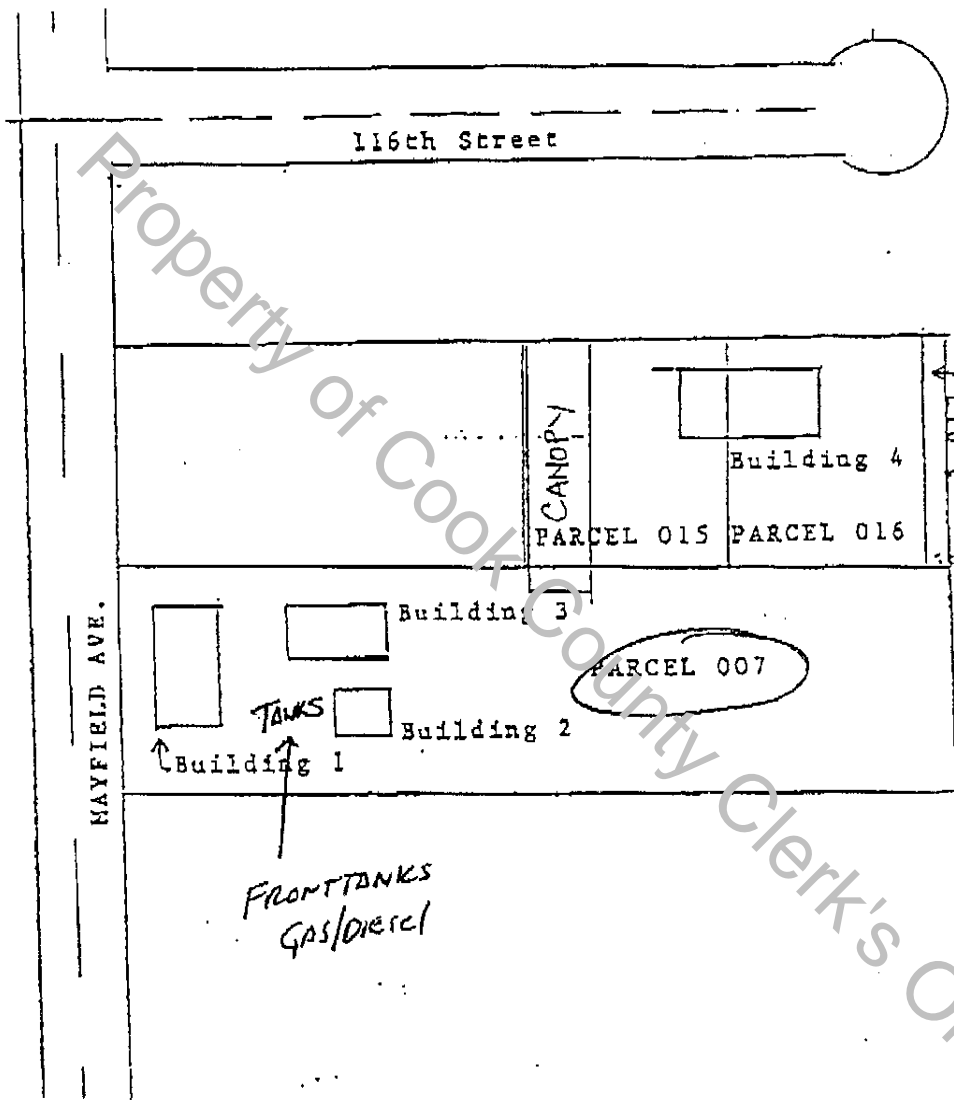 116th Street
Property of Cook County Clerk's
CANOPY
Building 4
PARCEL 015 PARCEL 016
MAYFIELD AVE.
Building 3
PARCEL 007
TANKS
Building 2
Building 1
FRONT TANKS
GAS/DIESEl